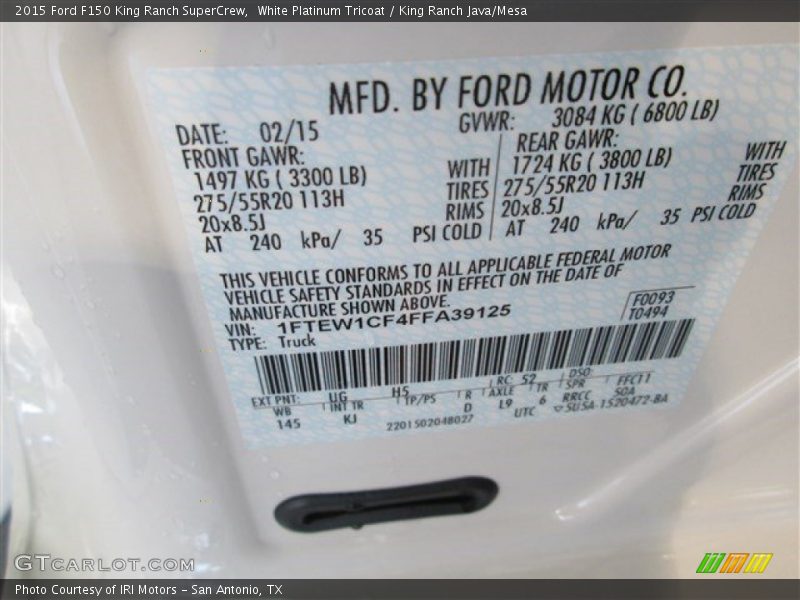 2015 Ford F150 King Ranch SuperCrew,  White Platinum Tricoat / King Ranch Java/Mesa
MFD. BY FORD MOTOR CO.
DATE: 02/15 GVWR: 3084 KG ( 6800 LB)
FRONT GAWR: REAR GAWR:
1497 KG ( 3300 LB) WITH 1724 KG ( 3800 LB) WITH
275/55R20 113H TIRES 275/55R20 113H TIRES
20x8.5J RIMS 20x8.5J RIMS
AT 240 kPa/ 35 PSI COLD AT 240 kPa/ 35 PSI COLD
THIS VEHICLE CONFORMS TO ALL APPLICABLE FEDERAL MOTOR
VEHICLE SAFETY STANDARDS IN EFFECT ON THE DATE OF
MANUFACTURE SHOWN ABOVE.
F0093
VIN: 1FTEW1CF4FFA39125 T0494
TYPE: Truck
EXT PNT: UG H5 RC: 52 DSO: FFC11
WB INT TR TP/PS R AXLE TR SPR RRCC SOA
145 KJ D L9 6
2201502048027 UTC ▽5U5A-1520472-BA
GTCARLOT.COM
Photo Courtesy of IRI Motors – San Antonio, TX